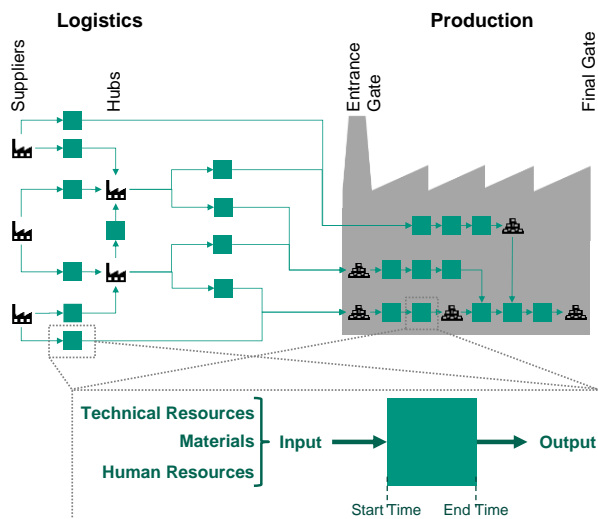 Logistics
Production
Suppliers
Hubs
Entrance
Gate
Final Gate
Technical Resources
Materials
Human Resources
Input
Output
Start Time
End Time